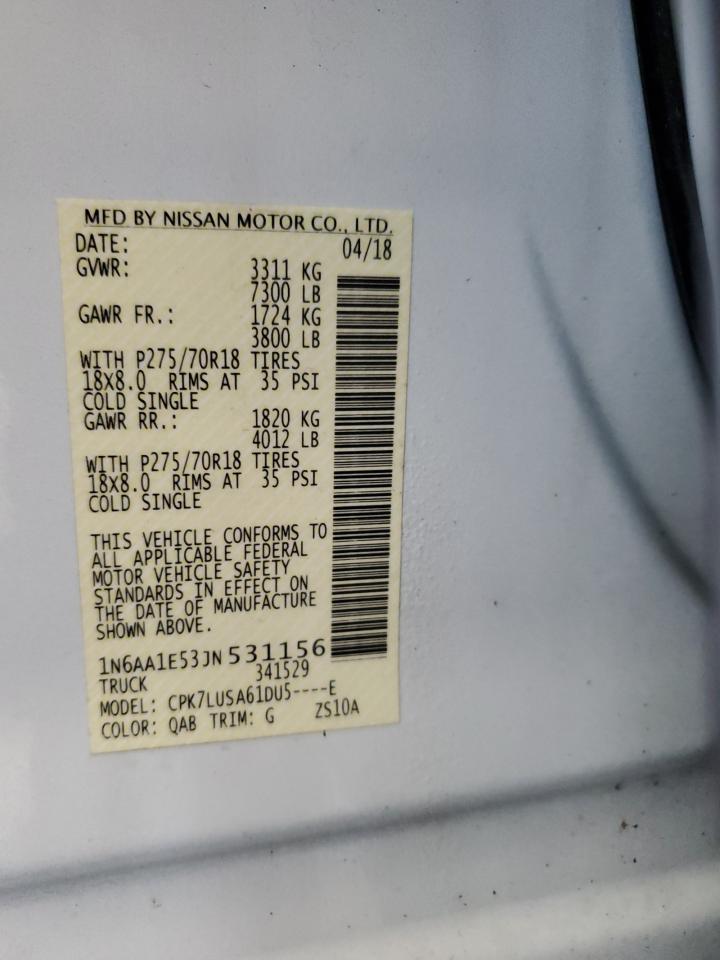 MFD BY NISSAN MOTOR CO., LTD.
DATE: 04/18
GVWR: 3311 KG
7300 LB
GAWR FR.: 1724 KG
3800 LB
WITH P275/70R18 TIRES
18X8.0 RIMS AT 35 PSI
COLD SINGLE
GAWR RR.: 1820 KG
4012 LB
WITH P275/70R18 TIRES
18X8.0 RIMS AT 35 PSI
COLD SINGLE
THIS VEHICLE CONFORMS TO
ALL APPLICABLE FEDERAL
MOTOR VEHICLE SAFETY
STANDARDS IN EFFECT ON
THE DATE OF MANUFACTURE
SHOWN ABOVE.
1N6AA1E53JN531156
TRUCK 341529
MODEL: CPK7LUSA61DU5----E
COLOR: QAB TRIM: G ZS10A